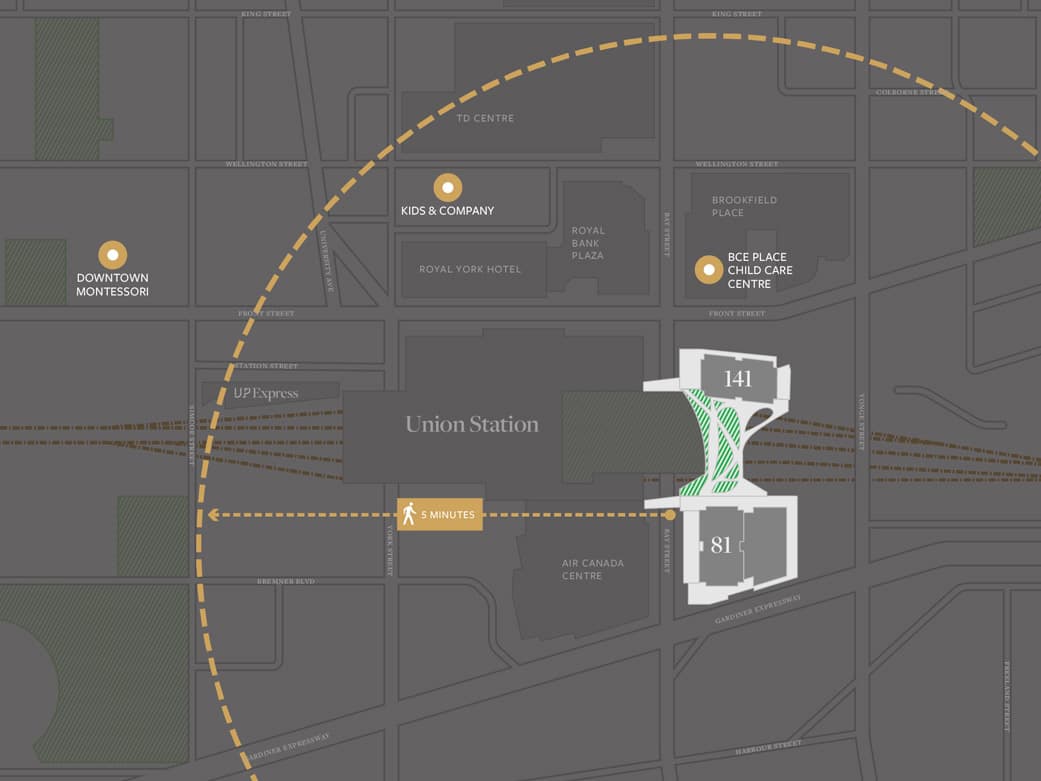 KING STREET
KING STREET
COLBORNE STREET
TD CENTRE
WELLINGTON STREET
WELLINGTON STREET
KIDS & COMPANY
BROOKFIELD
PLACE
BAY STREET
ROYAL
BANK
PLAZA
UNIVERSITY AVE
DOWNTOWN
MONTESSORI
ROYAL YORK HOTEL
BCE PLACE
CHILD CARE
CENTRE
FRONT STREET
FRONT STREET
STATION STREET
UP Express
141
SIMCOE STREET
Union Station
YONGE STREET
5 MINUTES
YORK STREET
BAY STREET
81
AIR CANADA
CENTRE
BREMNER BLVD
GARDINER EXPRESSWAY
FREELAND STREET
GARDINER EXPRESSWAY
HARBOUR STREET